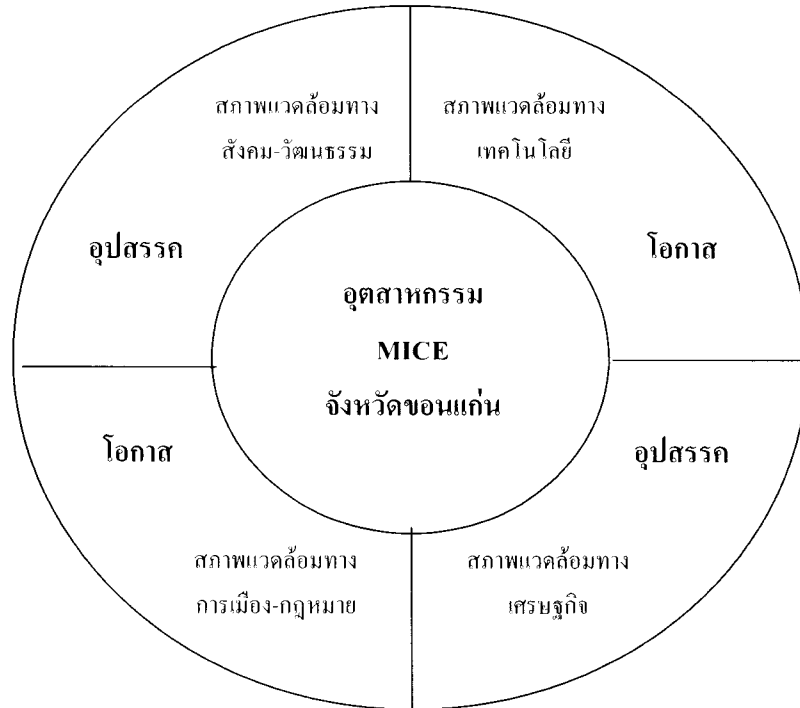 สภาพแวดล้อมทาง
สังคม-วัฒนธรรม
สภาพแวดล้อมทาง
เทคโนโลยี
อุปสรรค
โอกาส
อุตสาหกรรม
MICE
จังหวัดขอนแก่น
โอกาส
อุปสรรค
สภาพแวดล้อมทาง
การเมือง-กฎหมาย
สภาพแวดล้อมทาง
เศรษฐกิจ